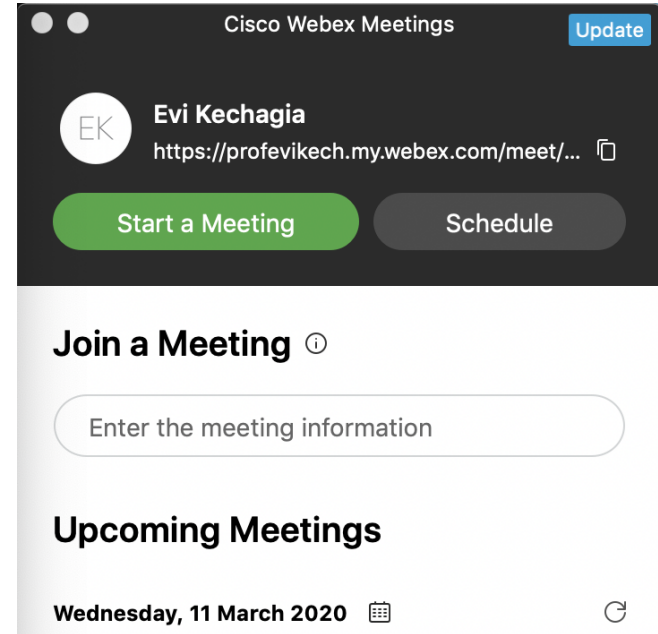 Cisco Webex Meetings
Update
EK
Evi Kechagia
https://profevikech.my.webex.com/meet/...
Start a Meeting
Schedule
Join a Meeting
Enter the meeting information
Upcoming Meetings
Wednesday, 11 March 2020